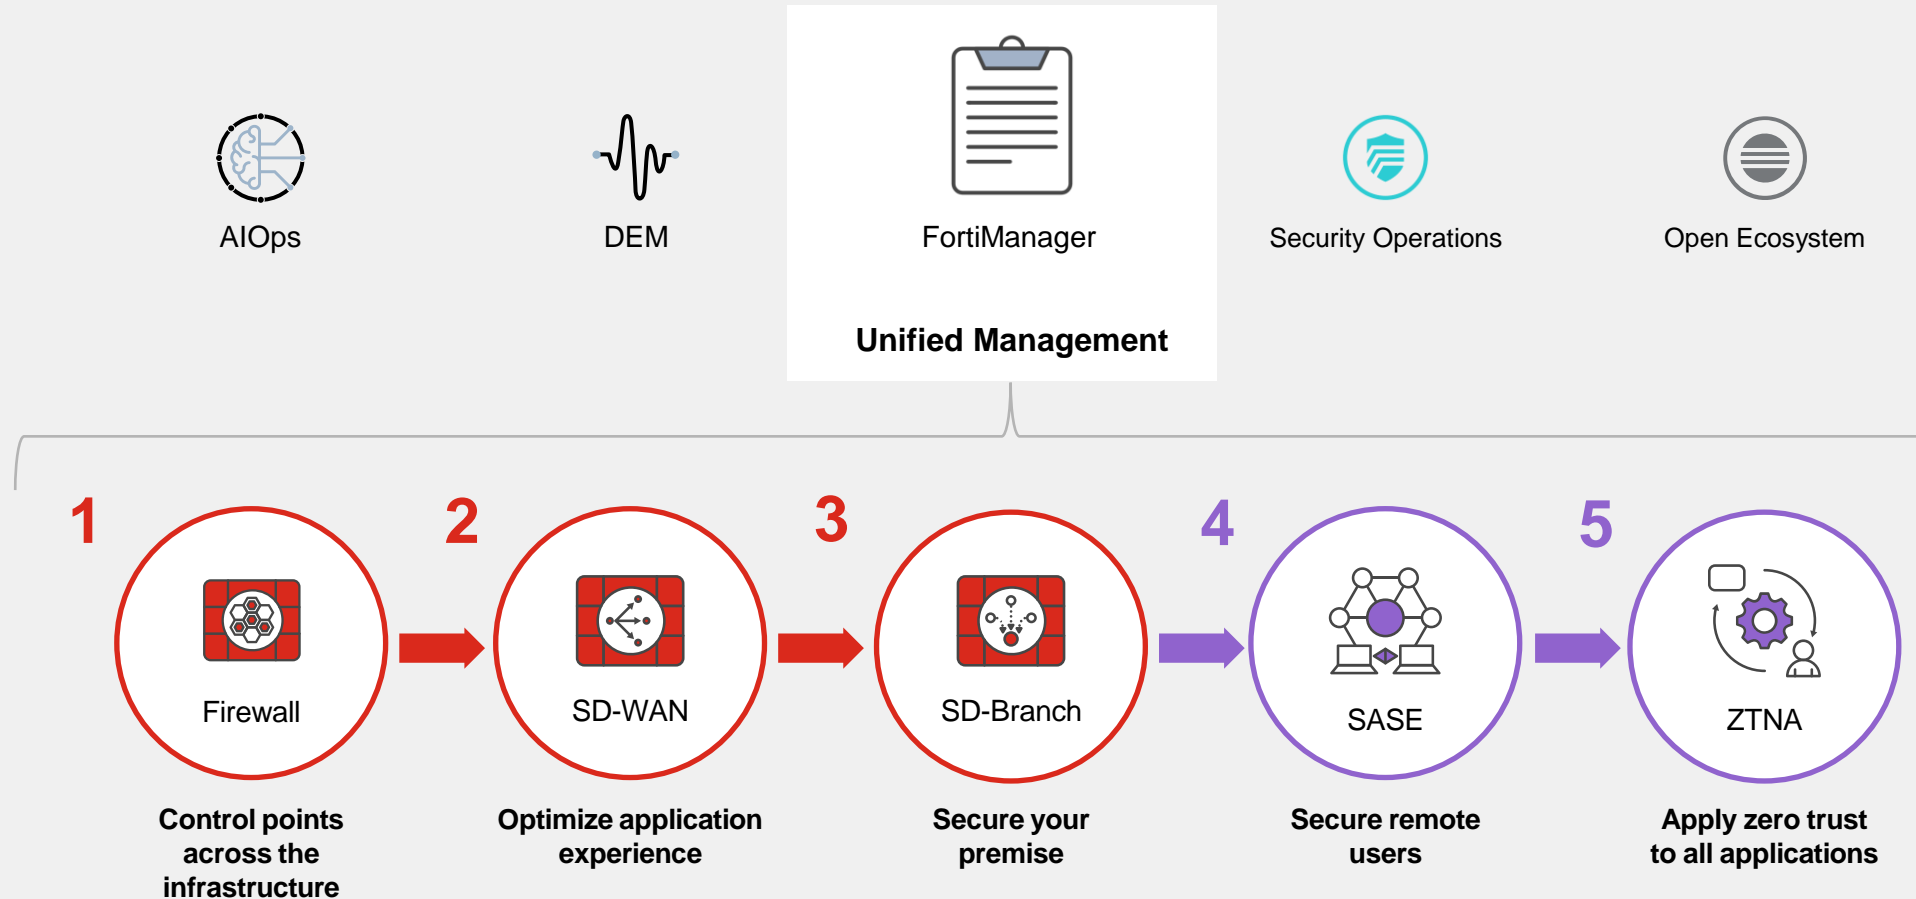 AIOps
DEM
FortiManager
Security Operations
Open Ecosystem
Unified Management
1
2
3
4
5
Firewall
SD-WAN
SD-Branch
SASE
ZTNA
Control points
across the
infrastructure
Optimize application
experience
Secure your
premise
Secure remote
users
Apply zero trust
to all applications